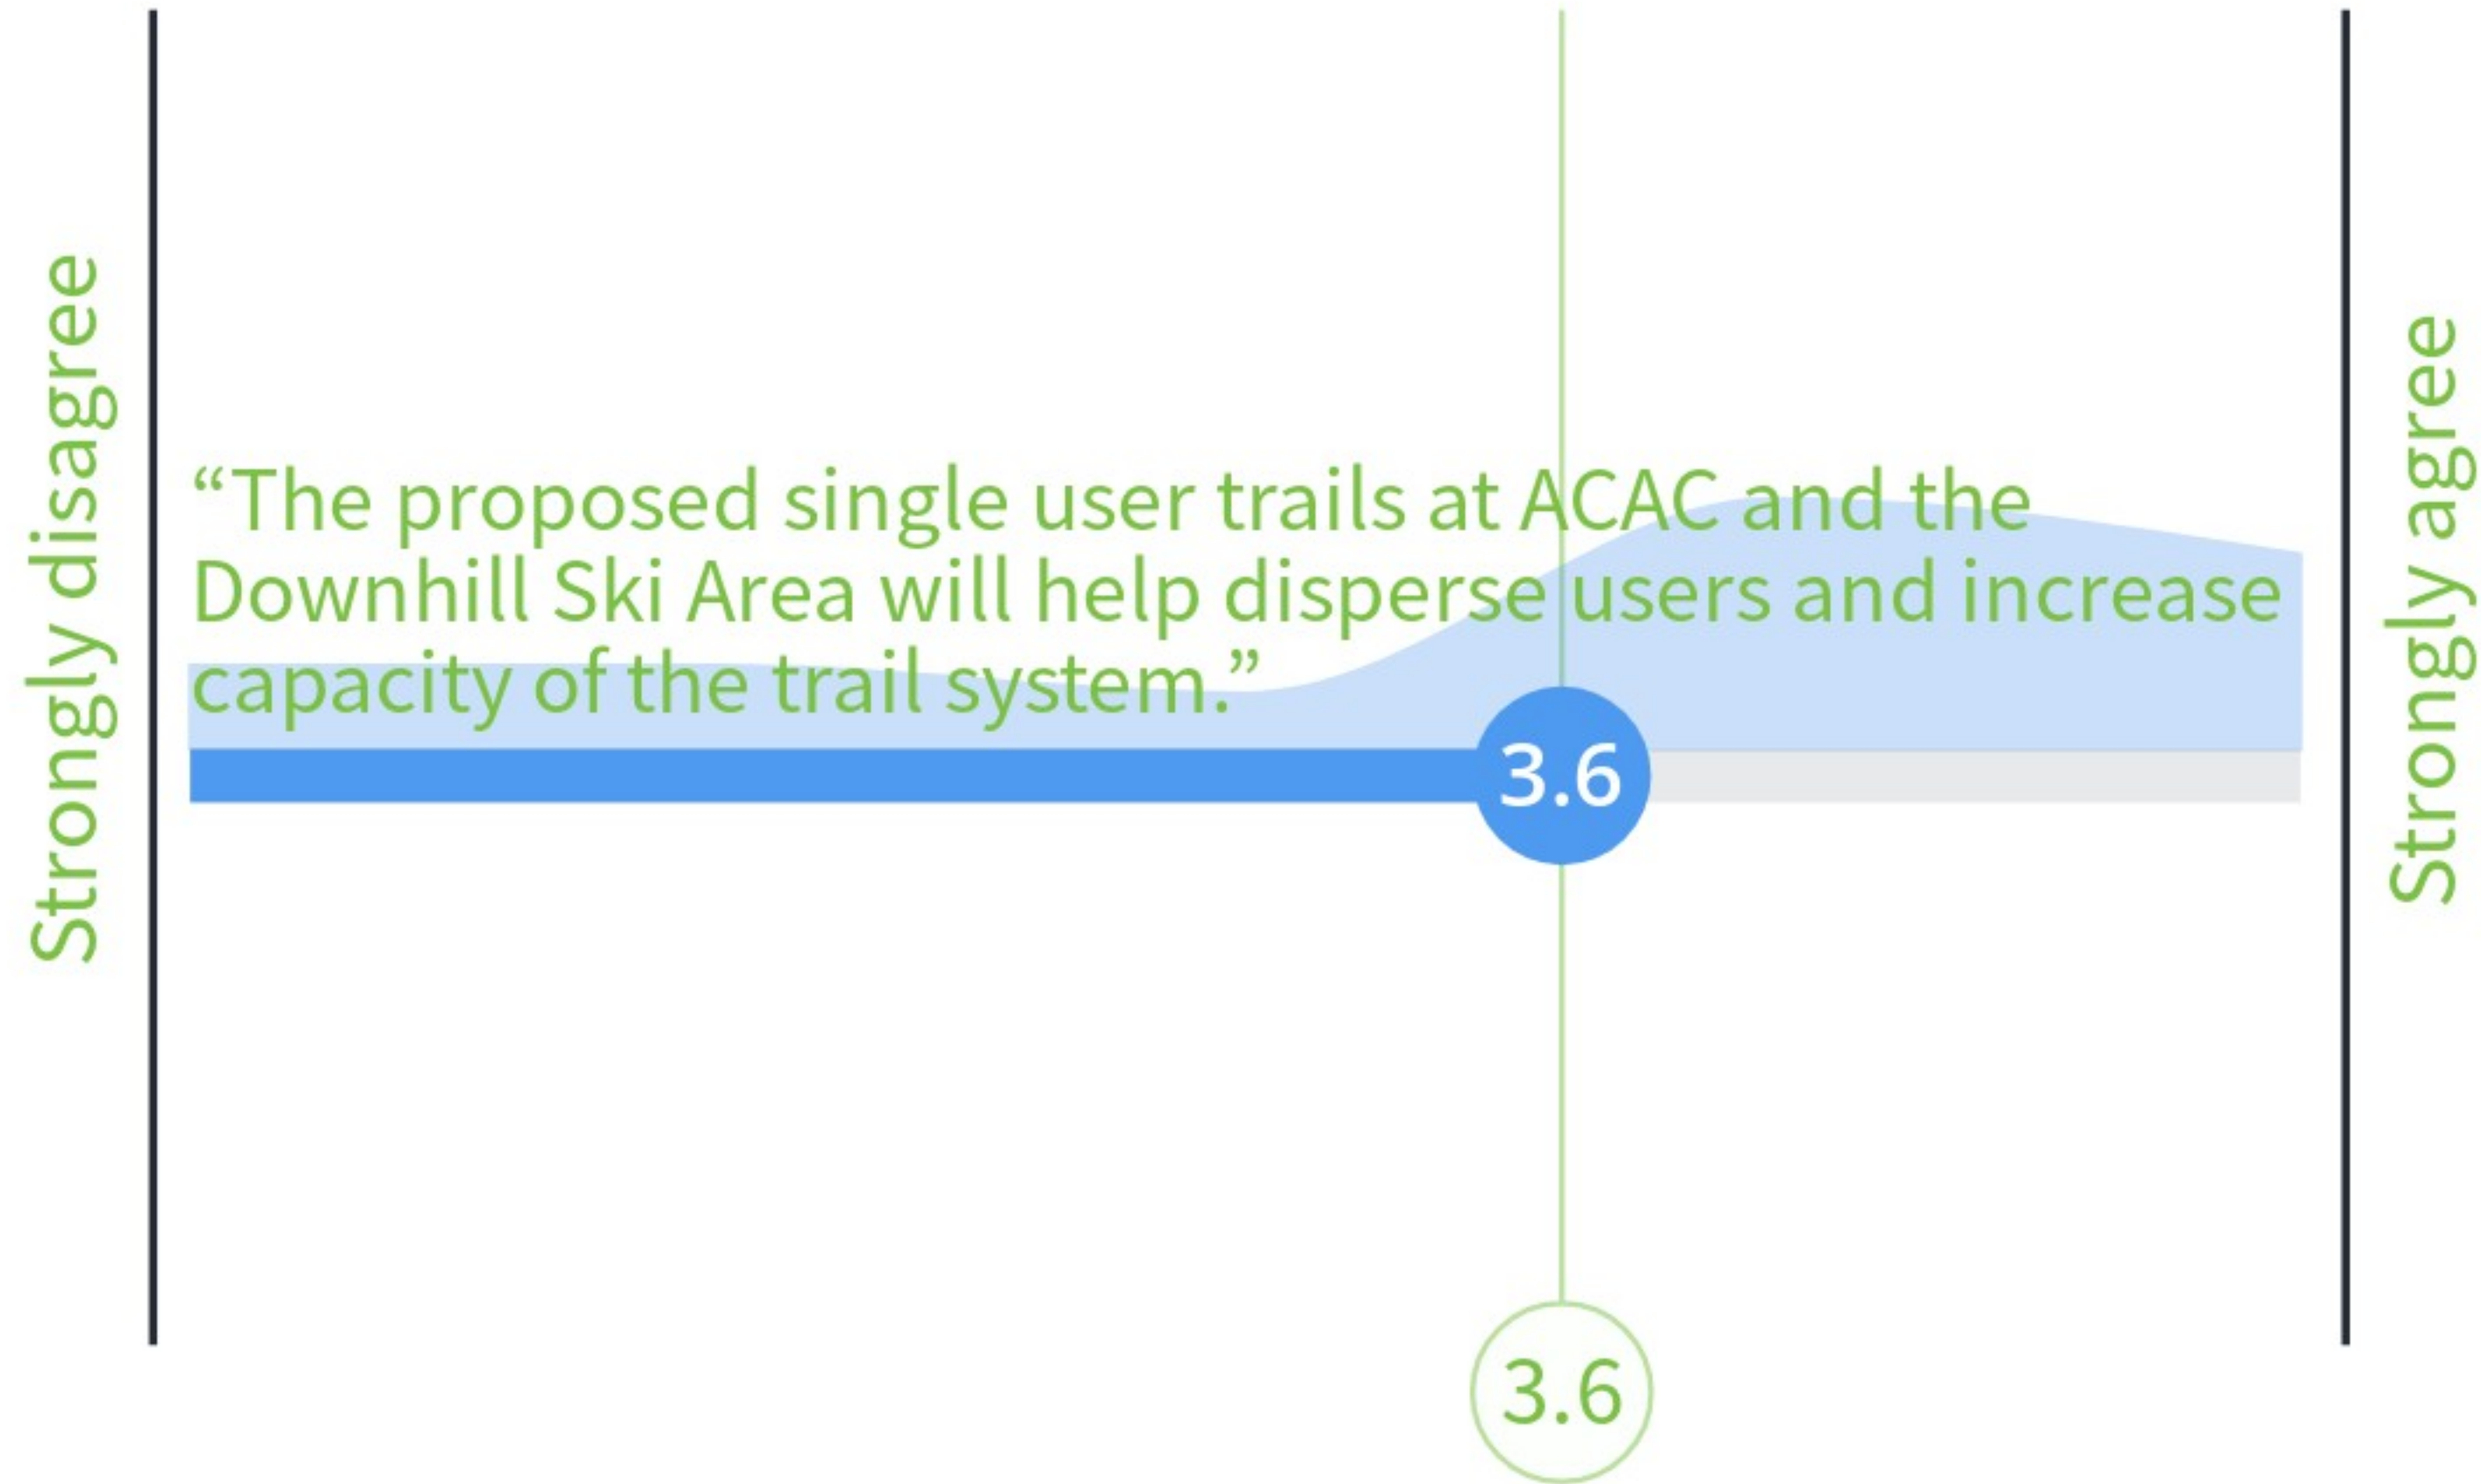 Strongly disagree
“The proposed single user trails at ACAC and the
Downhill Ski Area will help disperse users and increase
capacity of the trail system.”
3.6
3.6
Strongly agree